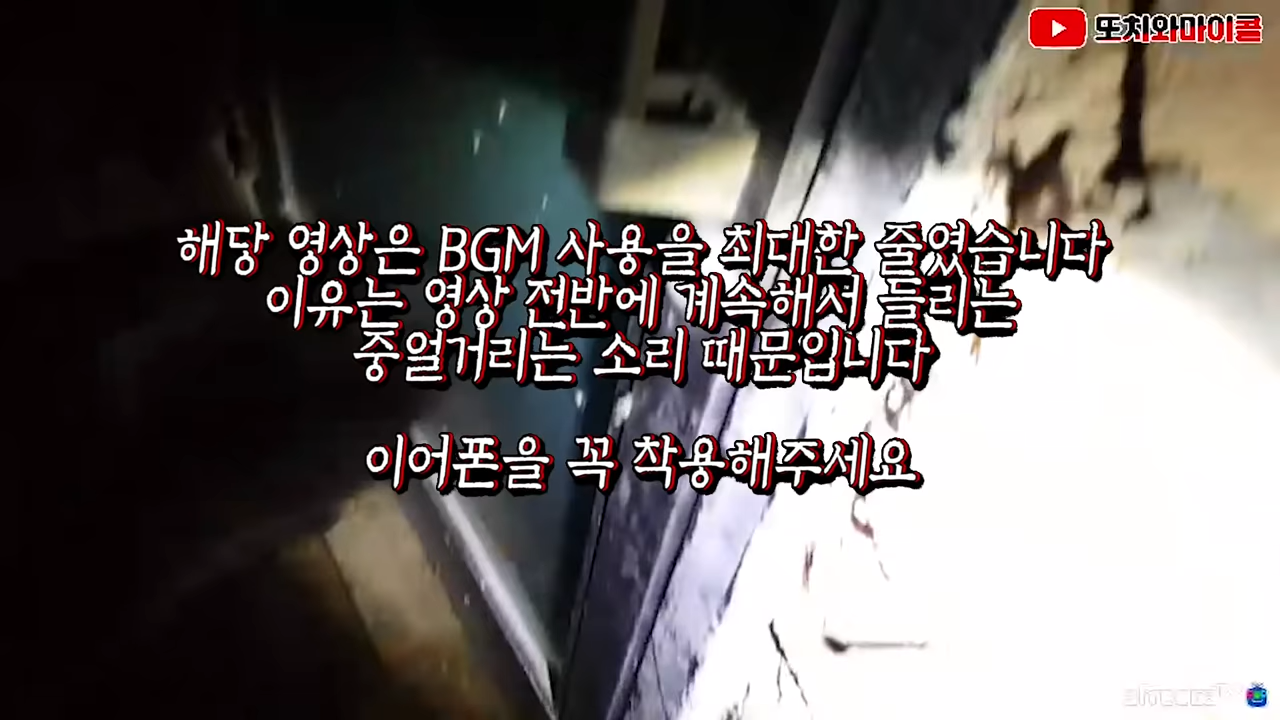 또치와마이콜
해당 영상은 BGM 사용을 최대한 줄였습니다
이유는 영상 전반에 계속해서 들리는
중얼거리는 소리 때문입니다
이어폰을 꼭 착용해주세요